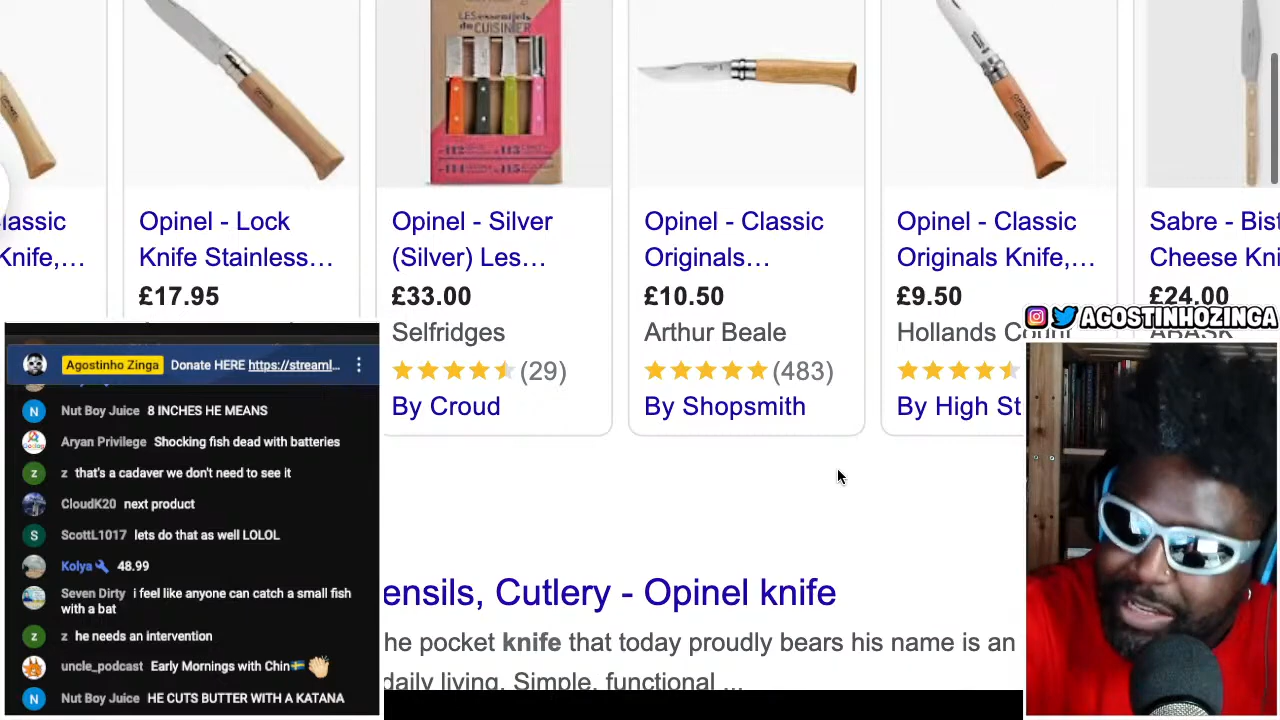 LES essentiels
du CUISINIER
OPINEL
lassic
Knife,…
Opinel - Lock
Knife Stainless…
£17.95
Opinel - Silver
(Silver) Les…
£33.00
Selfridges
(29)
By Croud
Opinel - Classic
Originals…
£10.50
Arthur Beale
(483)
By Shopsmith
Opinel - Classic
Originals Knife,…
£9.50
Hollands Count
By High St
Sabre - Bist
Cheese Kni
£24.00
AGOSTINHOZINGA
Agostinho Zinga Donate HERE https://streaml...
N Nut Boy Juice 8 INCHES HE MEANS
Aryan Privilege Shocking fish dead with batteries
z z that's a cadaver we don't need to see it
CloudK20 next product
S ScottL1017 lets do that as well LOLOL
Kolya 48.99
Seven Dirty i feel like anyone can catch a small fish
with a bat
z z he needs an intervention
uncle_podcast Early Mornings with Chin
N Nut Boy Juice HE CUTS BUTTER WITH A KATANA
ensils, Cutlery - Opinel knife
he pocket knife that today proudly bears his name is an
daily living. Simple, functional ...